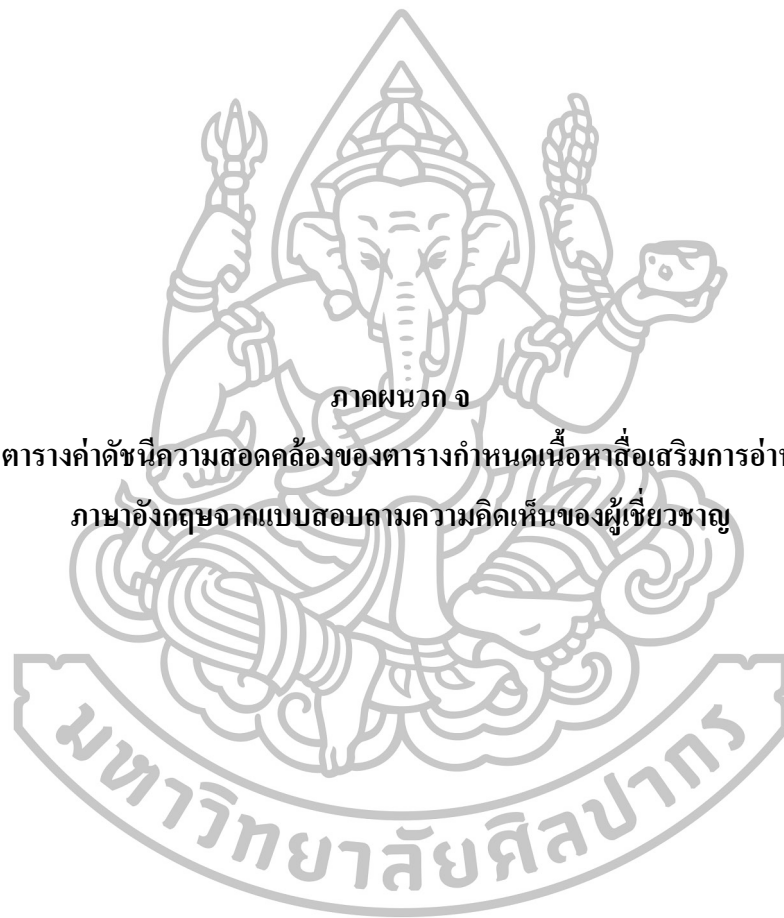 ภาคผนวก จ
ตารางค่าดัชนีความสอดคล้องของตารางกำหนดเนื้อหาสื่อเสริมการอ่าน
ภาษาอังกฤษจากแบบสอบถามความคิดเห็นของผู้เชี่ยวชาญ
มหาวิทยาลัยศิลปากร